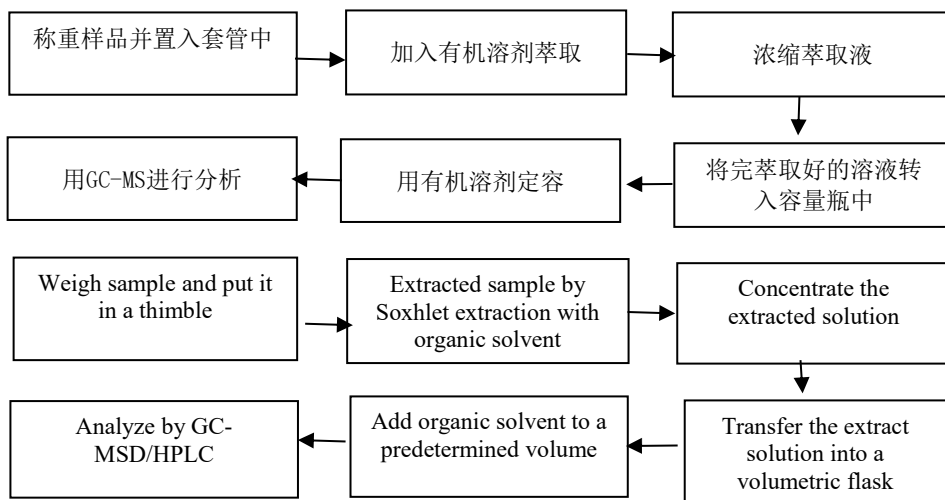 称重样品并置入套管中
加入有机溶剂萃取
浓缩萃取液
将完萃取好的溶液转
入容量瓶中
用有机溶剂定容
用GC-MS进行分析
Weigh sample and put it
in a thimble
Extracted sample by
Soxhlet extraction with
organic solvent
Concentrate the
extracted solution
Transfer the extract
solution into a
volumetric flask
Add organic solvent to a
predetermined volume
Analyze by GC-
MSD/HPLC